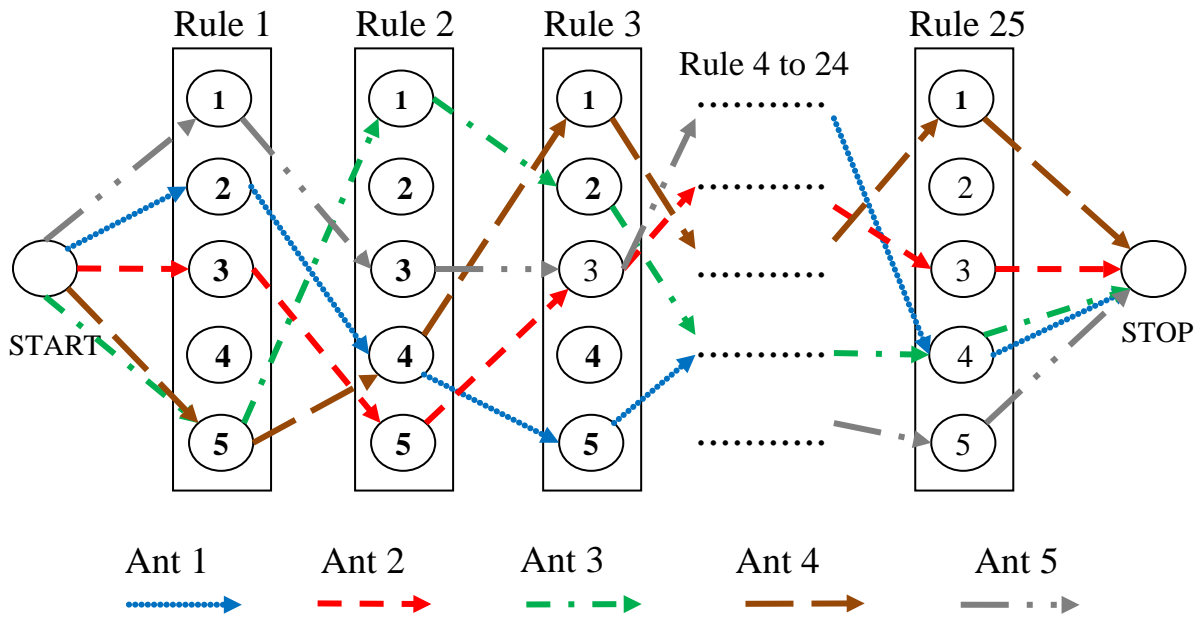 Rule 1 Rule 2 Rule 3 Rule 25
Rule 4 to 24
1 1 1 ............. 1
2 2 2 ............. 2
3 3 3 ............. 3
START 4 4 4 ............. 4 STOP
5 5 5 ............. 5
Ant 1 Ant 2 Ant 3 Ant 4 Ant 5